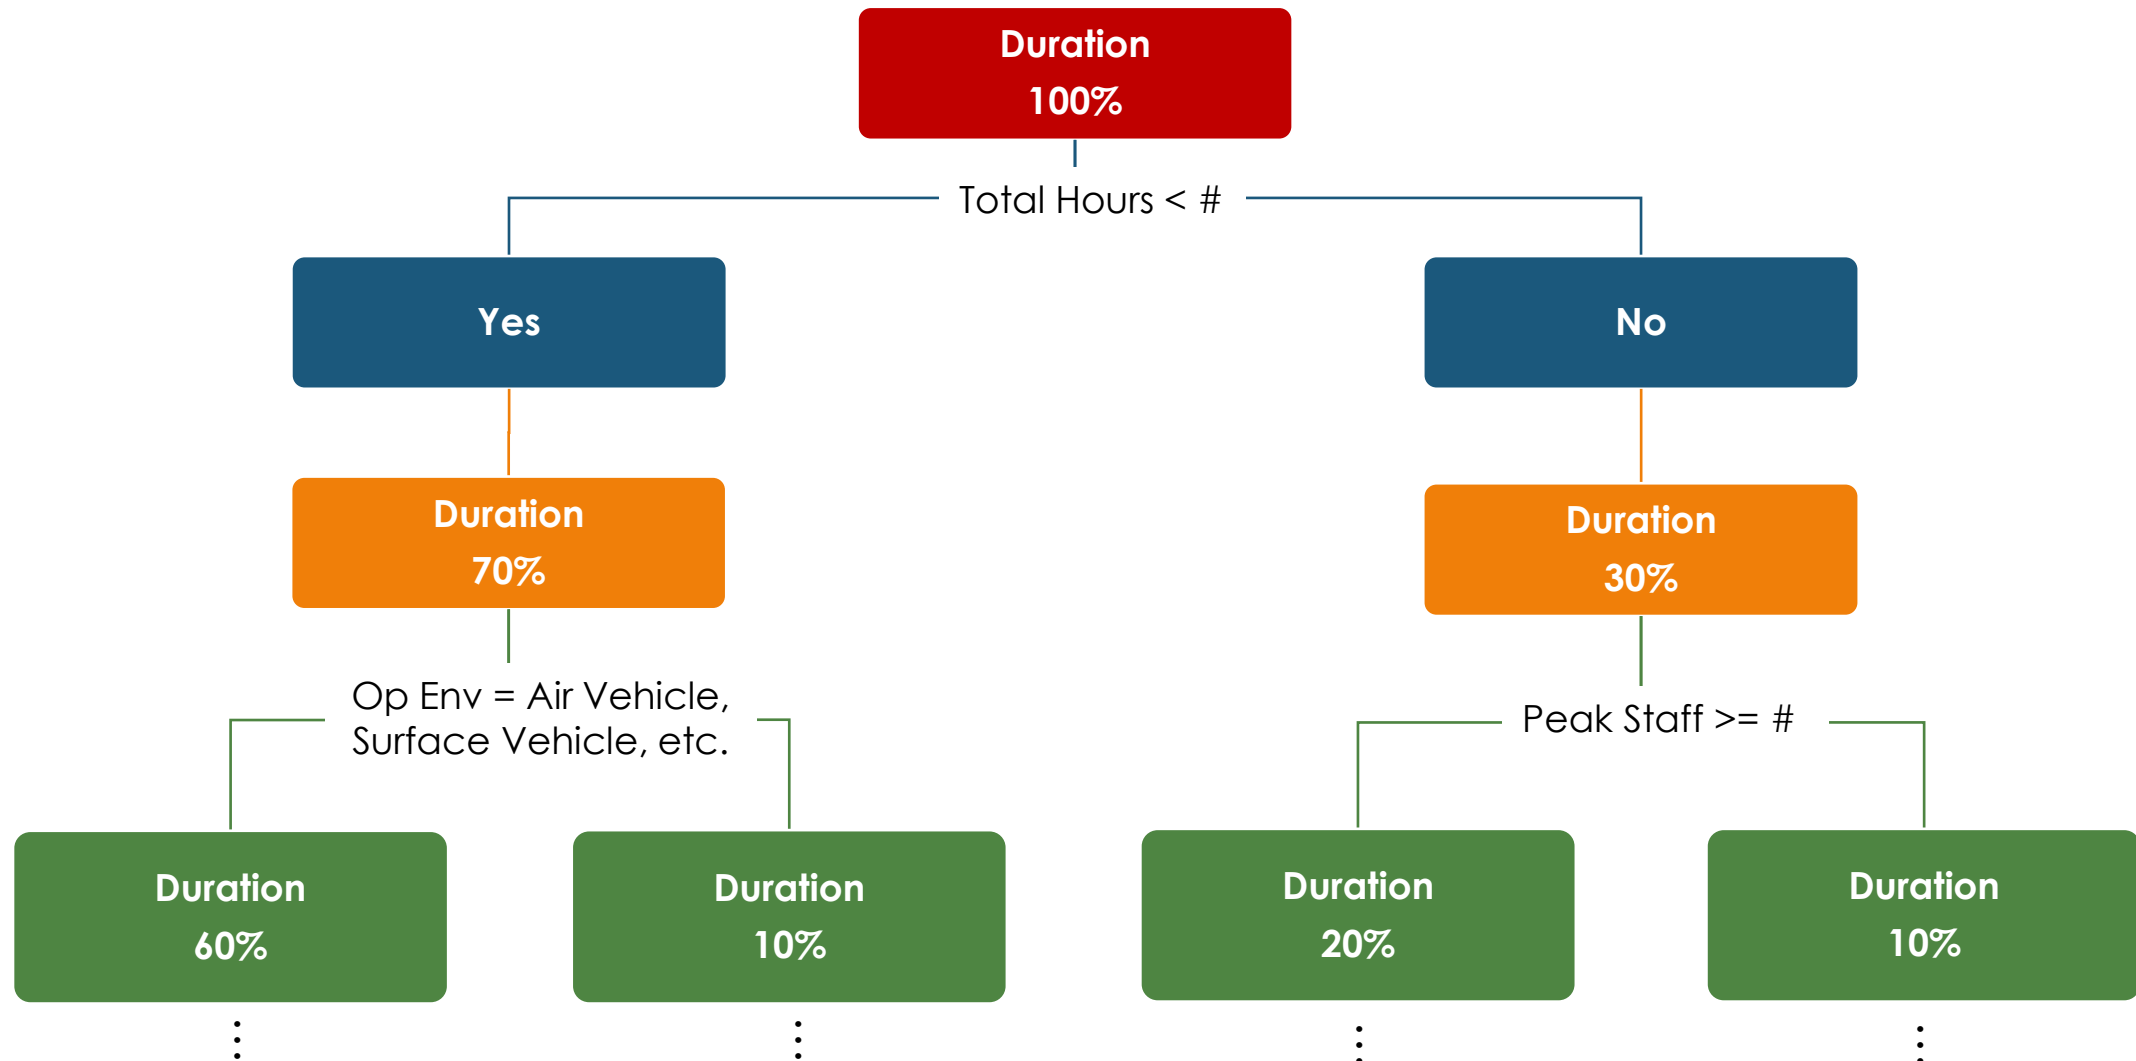 Duration
100%
Total Hours < #
Yes
No
Duration
70%
Duration
30%
Op Env = Air Vehicle,
Surface Vehicle, etc.
Peak Staff >= #
Duration
60%
Duration
10%
Duration
20%
Duration
10%